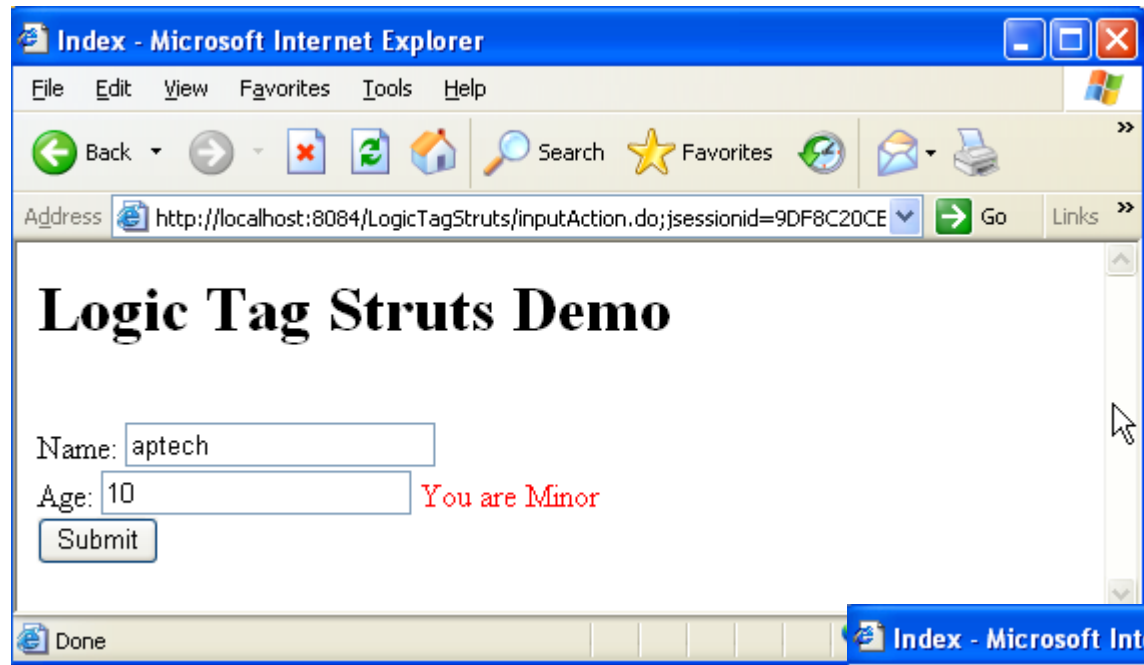 Index - Microsoft Internet Explorer
File Edit View Favorites Tools Help
Back Search Favorites »
Address http://localhost:8084/LogicTagStruts/inputAction.do;jsessionid=9DF8C20CE Go Links »
Logic Tag Struts Demo
Name: aptech
Age: 10 You are Minor
Submit
Done
Index - Microsoft Int